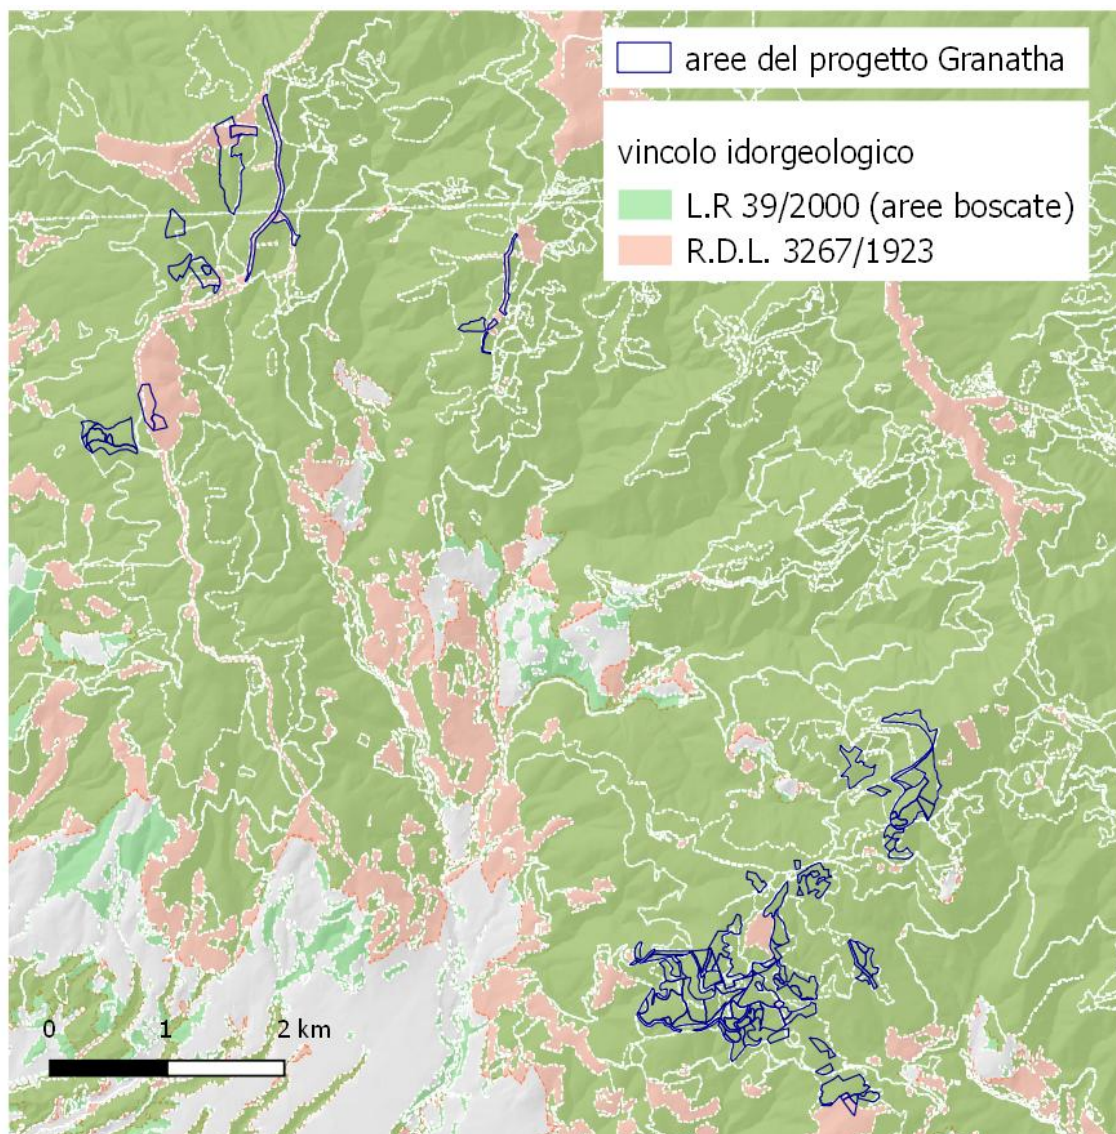 aree del progetto Granatha
vincolo idorgeologico
L.R 39/2000 (aree boscate)
R.D.L. 3267/1923
0 1 2 km